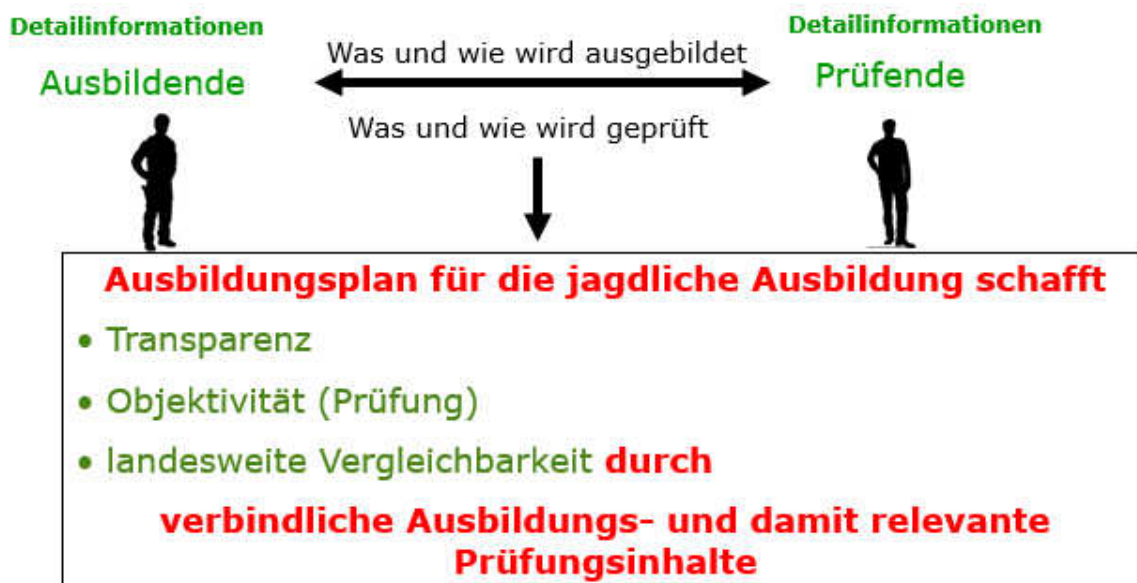 Detailinformationen
Ausbildende
Was und wie wird ausgebildet
Was und wie wird geprüft
Detailinformationen
Prüfende
Ausbildungsplan für die jagdliche Ausbildung schafft
• Transparenz
• Objektivität (Prüfung)
• landesweite Vergleichbarkeit durch
verbindliche Ausbildungs- und damit relevante
Prüfungsinhalte